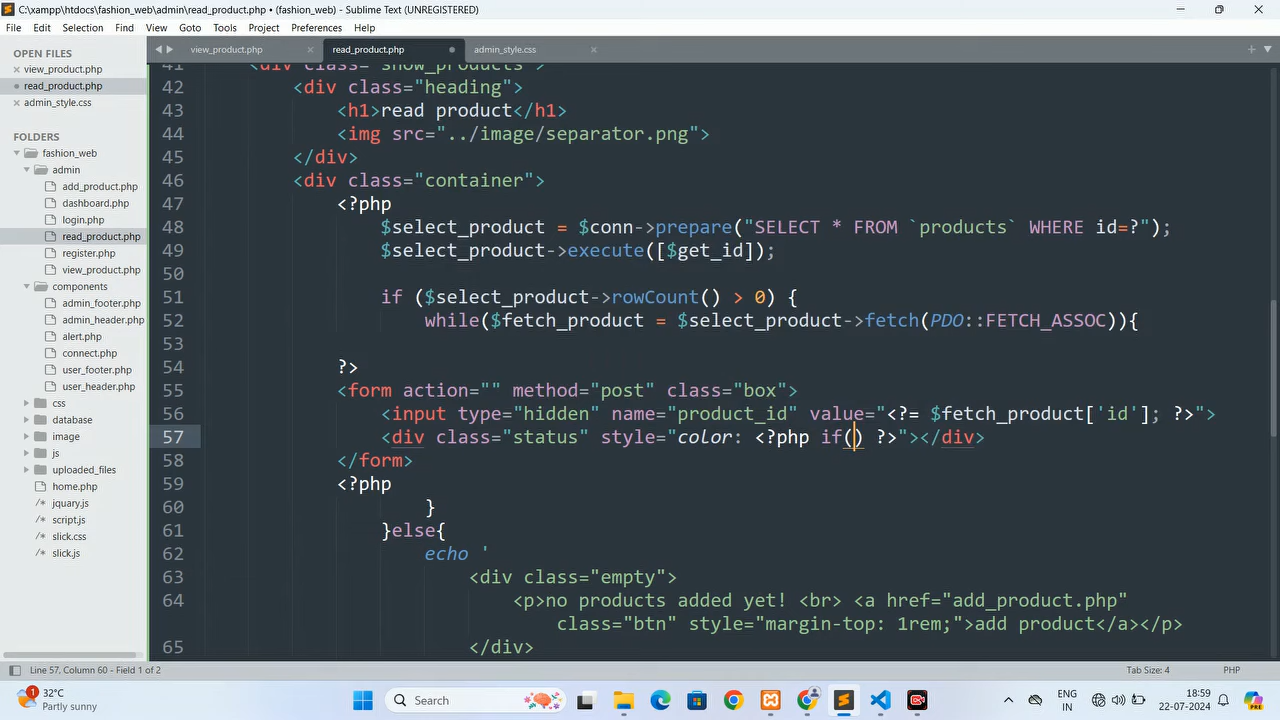 C:\xampp\htdocs\fashion_web\admin\read_product.php • (fashion_web) - Sublime Text (UNREGISTERED)
File Edit Selection Find View Goto Tools Project Preferences Help
OPEN FILES
view_product.php
read_product.php
admin_style.css
FOLDERS
fashion_web
admin
add_product.php
dashboard.php
login.php
read_product.php
register.php
view_product.php
components
admin_footer.php
admin_header.php
alert.php
connect.php
user_footer.php
user_header.php
css
database
image
js
uploaded_files
home.php
jquary.js
script.js
slick.css
slick.js
view_product.php read_product.php admin_style.css
41 <div class="show_products">
42 <div class="heading">
43 <h1>read product</h1>
44 <img src="../image/separator.png">
45 </div>
46 <div class="container">
47 <?php
48 $select_product = $conn->prepare("SELECT * FROM `products` WHERE id=?");
49 $select_product->execute([$get_id]);
50
51 if ($select_product->rowCount() > 0) {
52 while($fetch_product = $select_product->fetch(PDO::FETCH_ASSOC)){
53
54 ?>
55 <form action="" method="post" class="box">
56 <input type="hidden" name="product_id" value="<?= $fetch_product['id']; ?>">
57 <div class="status" style="color: <?php if() ?>"></div>
58 </form>
59 <?php
60 }
61 }else{
62 echo '
63 <div class="empty">
64 <p>no products added yet! <br> <a href="add_product.php"
class="btn" style="margin-top: 1rem;">add product</a></p>
65 </div>
Line 57, Column 60 - Field 1 of 2 Tab Size: 4 PHP
1 32°C
Partly sunny
Search
ENG
IN
18:59
22-07-2024